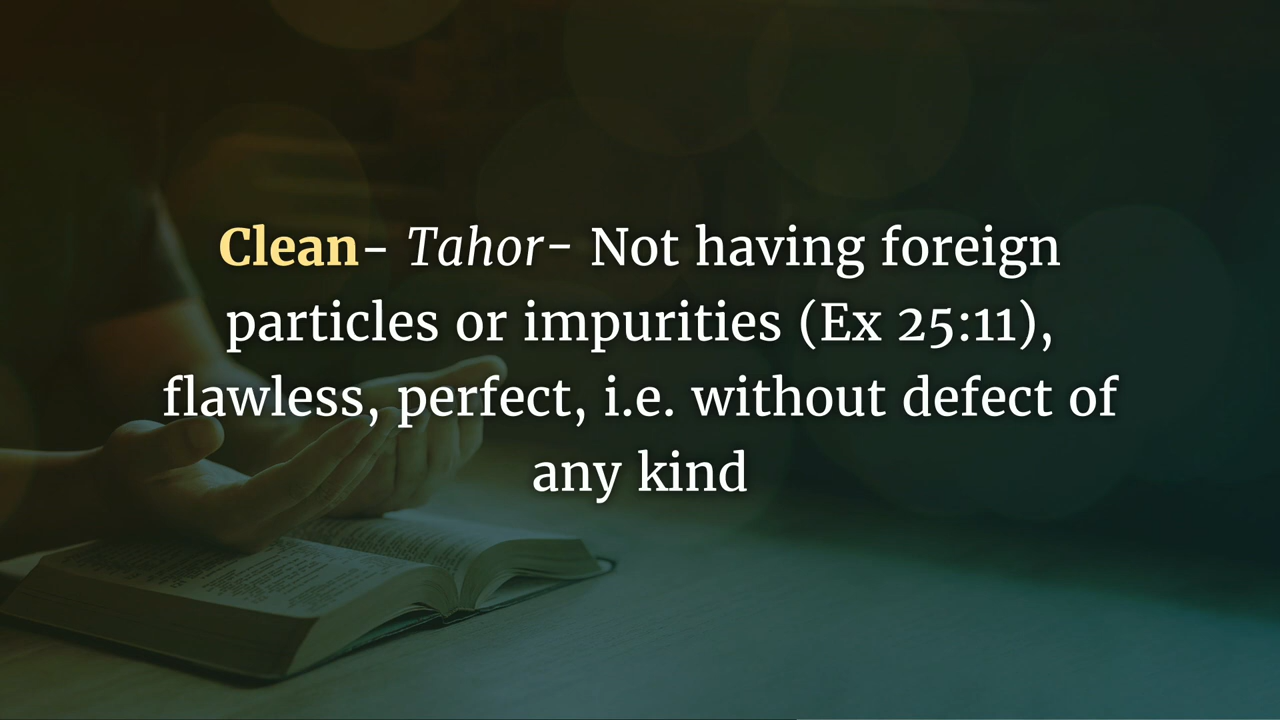 Clean– Tahor– Not having foreign
particles or impurities (Ex 25:11),
flawless, perfect, i.e. without defect of
any kind